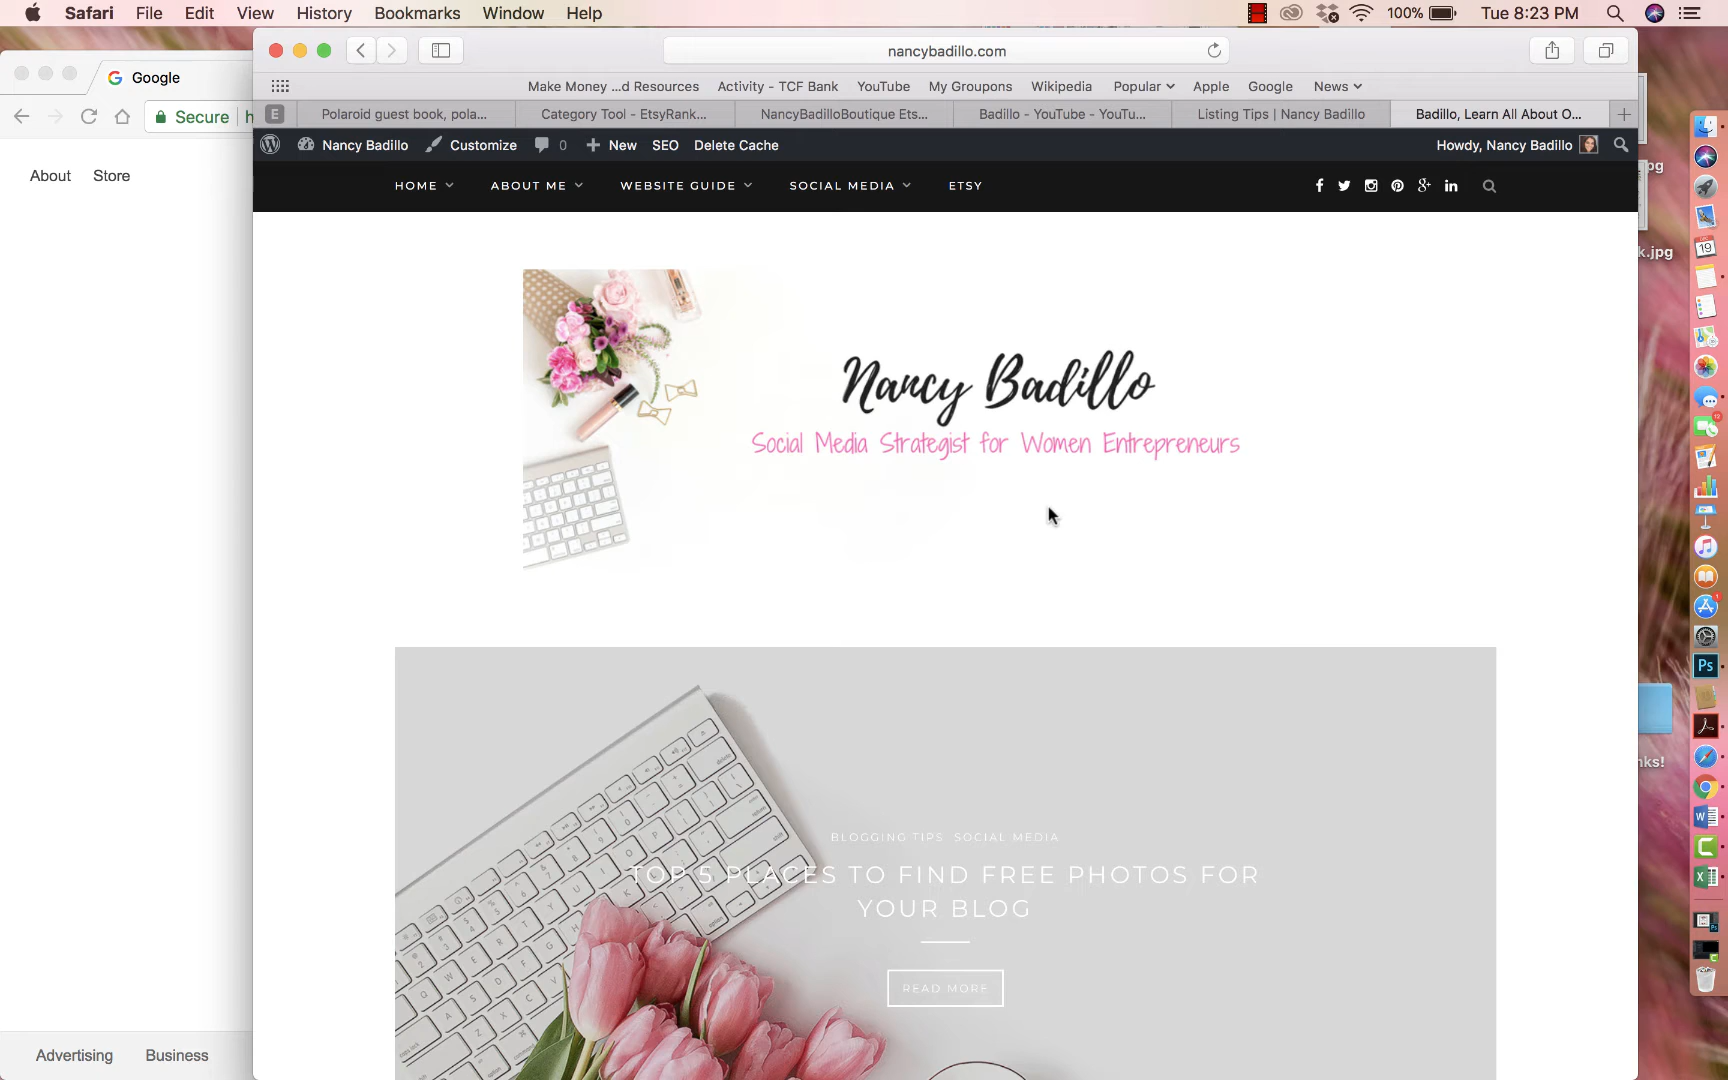 Safari File Edit View History Bookmarks Window Help
100% Tue 8:23 PM
Google
Secure h
About Store
Advertising Business
nancybadillo.com
Make Money ...d Resources Activity - TCF Bank YouTube My Groupons Wikipedia Popular Apple Google News
E Polaroid guest book, pola... Category Tool - EtsyRank... NancyBadilloBoutique Ets... Badillo - YouTube - YouTu... Listing Tips | Nancy Badillo Badillo, Learn All About O...
Nancy Badillo Customize 0 New SEO Delete Cache Howdy, Nancy Badillo
HOME ABOUT ME WEBSITE GUIDE SOCIAL MEDIA ETSY
Nancy Badillo
Social Media Strategist for Women Entrepreneurs
BLOGGING TIPS SOCIAL MEDIA
TOP 5 PLACES TO FIND FREE PHOTOS FOR
YOUR BLOG
READ MORE
pg
k.jpg
nks!
19
Ps